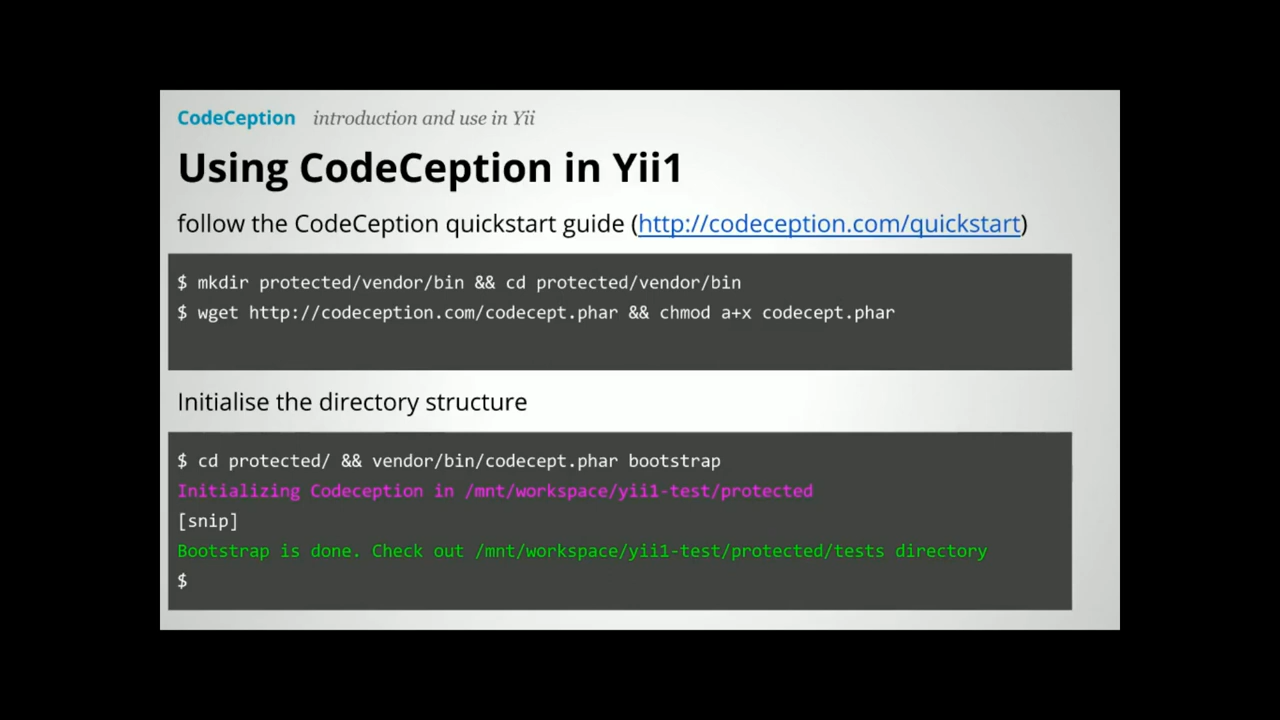 CodeCeption introduction and use in Yii
Using CodeCeption in Yii1
follow the CodeCeption quickstart guide (http://codeception.com/quickstart)
$ mkdir protected/vendor/bin && cd protected/vendor/bin
$ wget http://codeception.com/codecept.phar && chmod a+x codecept.phar
Initialise the directory structure
$ cd protected/ && vendor/bin/codecept.phar bootstrap
Initializing Codeception in /mnt/workspace/yii1-test/protected
[snip]
Bootstrap is done. Check out /mnt/workspace/yii1-test/protected/tests directory
$